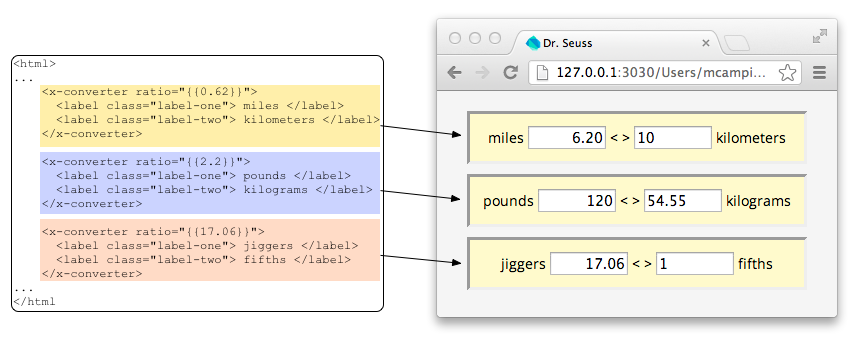 <html>
...
<x-converter ratio="{{0.62}}">
<label class="label-one"> miles </label>
<label class="label-two"> kilometers </label>
</x-converter>
<x-converter ratio="{{2.2}}">
<label class="label-one"> pounds </label>
<label class="label-two"> kilograms </label>
</x-converter>
<x-converter ratio="{{17.06}}">
<label class="label-one"> jiggers </label>
<label class="label-two"> fifths </label>
</x-converter>
...
</html
Dr. Seuss
127.0.0.1:3030/Users/mcampi...
miles 6.20 < > 10 kilometers
pounds 120 < > 54.55 kilograms
jiggers 17.06 < > 1 fifths